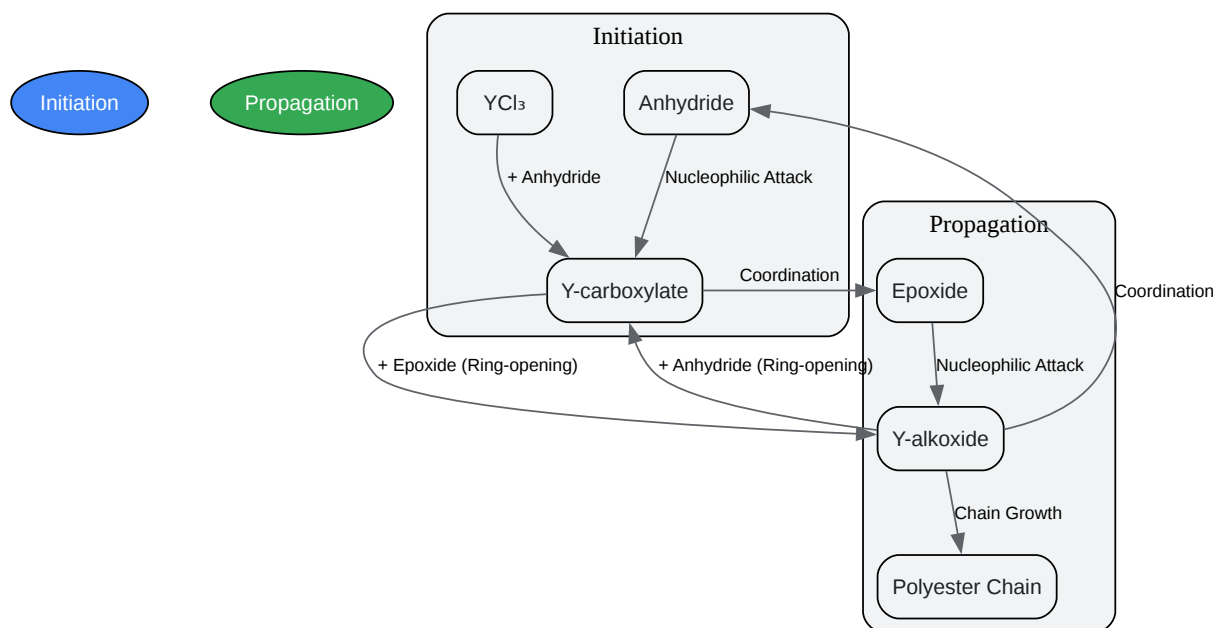 Initiation
Initiation
Propagation
YCl₃
Anhydride
+ Anhydride
Nucleophilic Attack
Propagation
Y-carboxylate
Coordination
Epoxide
Coordination
+ Epoxide (Ring-opening)
+ Anhydride (Ring-opening)
Nucleophilic Attack
Y-alkoxide
Chain Growth
Polyester Chain